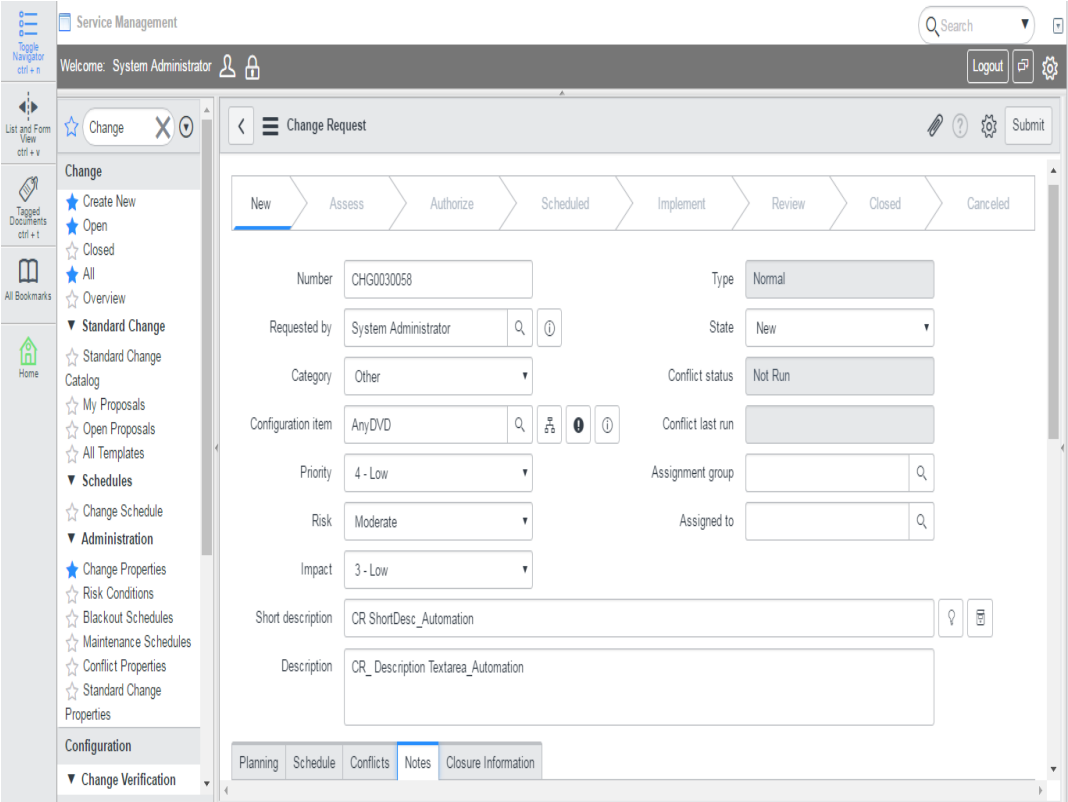 Service Management
Search
Toggle
Navigator
ctrl + n
Welcome: System Administrator
Logout
List and Form
View
ctrl + v
Tagged
Documents
ctrl + t
All Bookmarks
Home
Change
Change
Create New
Open
Closed
All
Overview
Standard Change
Standard Change
Catalog
My Proposals
Open Proposals
All Templates
Schedules
Change Schedule
Administration
Change Properties
Risk Conditions
Blackout Schedules
Maintenance Schedules
Conflict Properties
Standard Change
Properties
Configuration
Change Verification
Change Request
Submit
New Assess Authorize Scheduled Implement Review Closed Canceled
Number CHG0030058 Type Normal
Requested by System Administrator State New
Category Other Conflict status Not Run
Configuration item AnyDVD Conflict last run
Priority 4 - Low Assignment group
Risk Moderate Assigned to
Impact 3 - Low
Short description CR ShortDesc_Automation
Description CR_ Description Textarea_Automation
Planning Schedule Conflicts Notes Closure Information